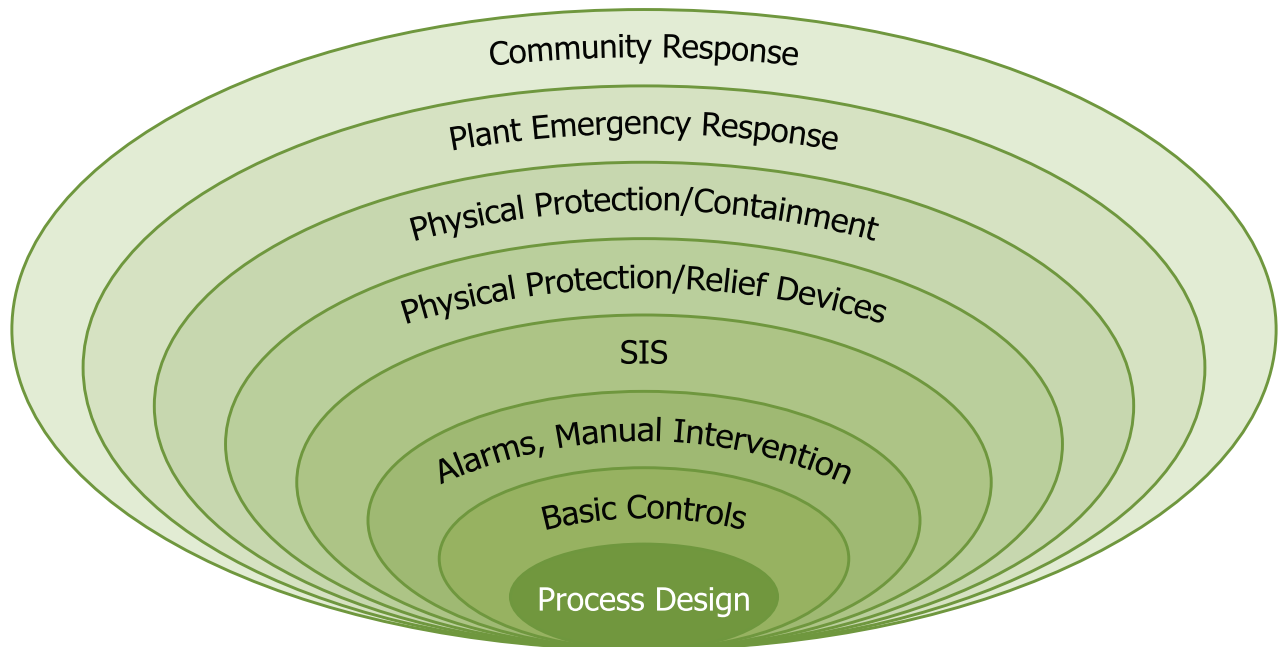 Community Response
Plant Emergency Response
Physical Protection/Containment
Physical Protection/Relief Devices
SIS
Alarms, Manual Intervention
Basic Controls
Process Design